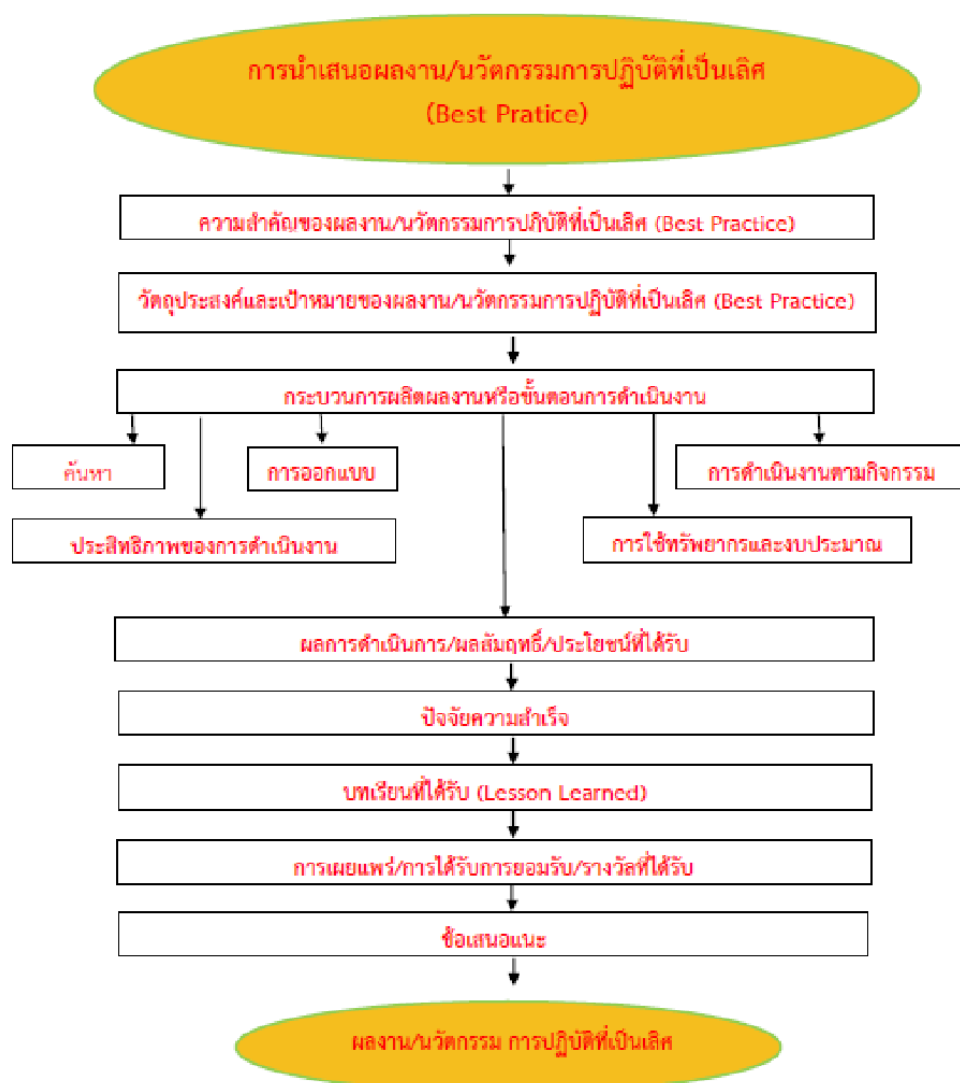 การนำเสนอผลงาน/นวัตกรรมการปฏิบัติที่เป็นเลิศ
(Best Pratice)
ความสำคัญของผลงาน/นวัตกรรมการปฏิบัติที่เป็นเลิศ (Best Practice)
วัตถุประสงค์และเป้าหมายของผลงาน/นวัตกรรมการปฏิบัติที่เป็นเลิศ (Best Practice)
กระบวนการผลิตผลงานหรือขั้นตอนการดำเนินงาน
ค้นหา
การออกแบบ
การดำเนินงานตามกิจกรรม
ประสิทธิภาพของการดำเนินงาน
การใช้ทรัพยากรและงบประมาณ
ผลการดำเนินการ/ผลสัมฤทธิ์/ประโยชน์ที่ได้รับ
ปัจจัยความสำเร็จ
บทเรียนที่ได้รับ (Lesson Learned)
การเผยแพร่/การได้รับการยอมรับ/รางวัลที่ได้รับ
ข้อเสนอแนะ
ผลงาน/นวัตกรรม การปฏิบัติที่เป็นเลิศ